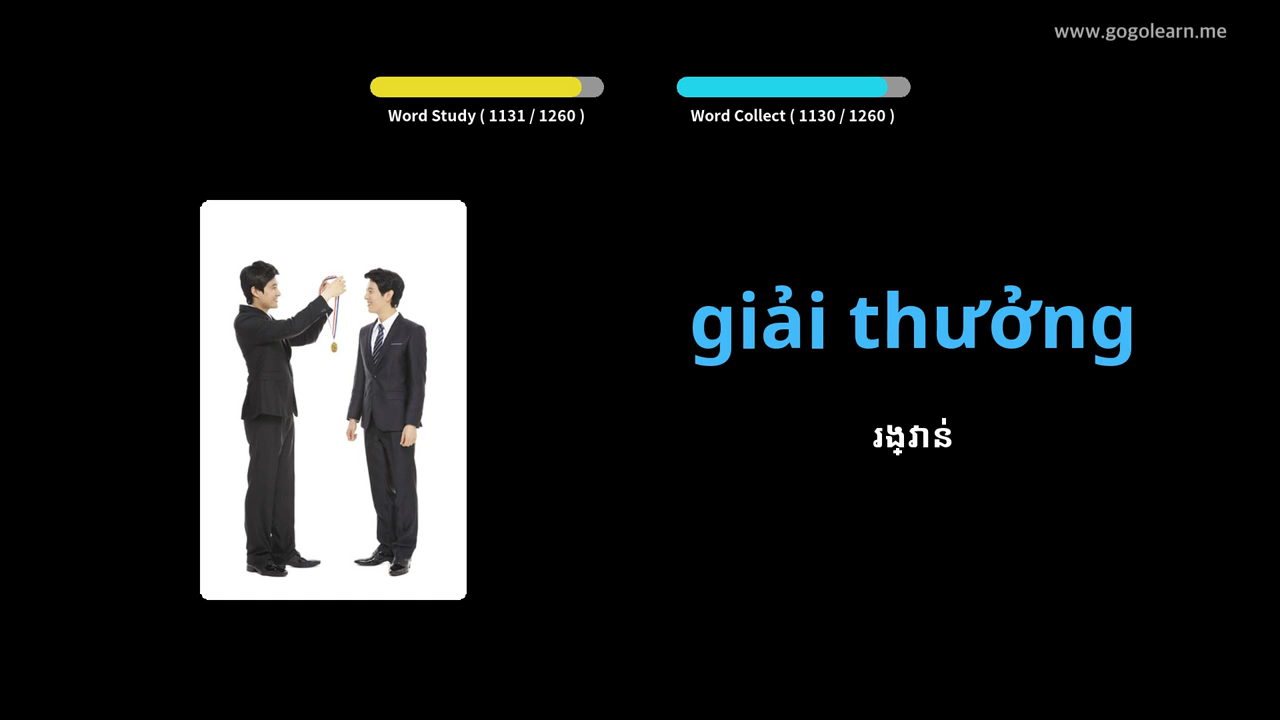 www.gogolearn.me
Word Study ( 1131 / 1260 )
Word Collect ( 1130 / 1260 )
giải thưởng
រង្វាន់